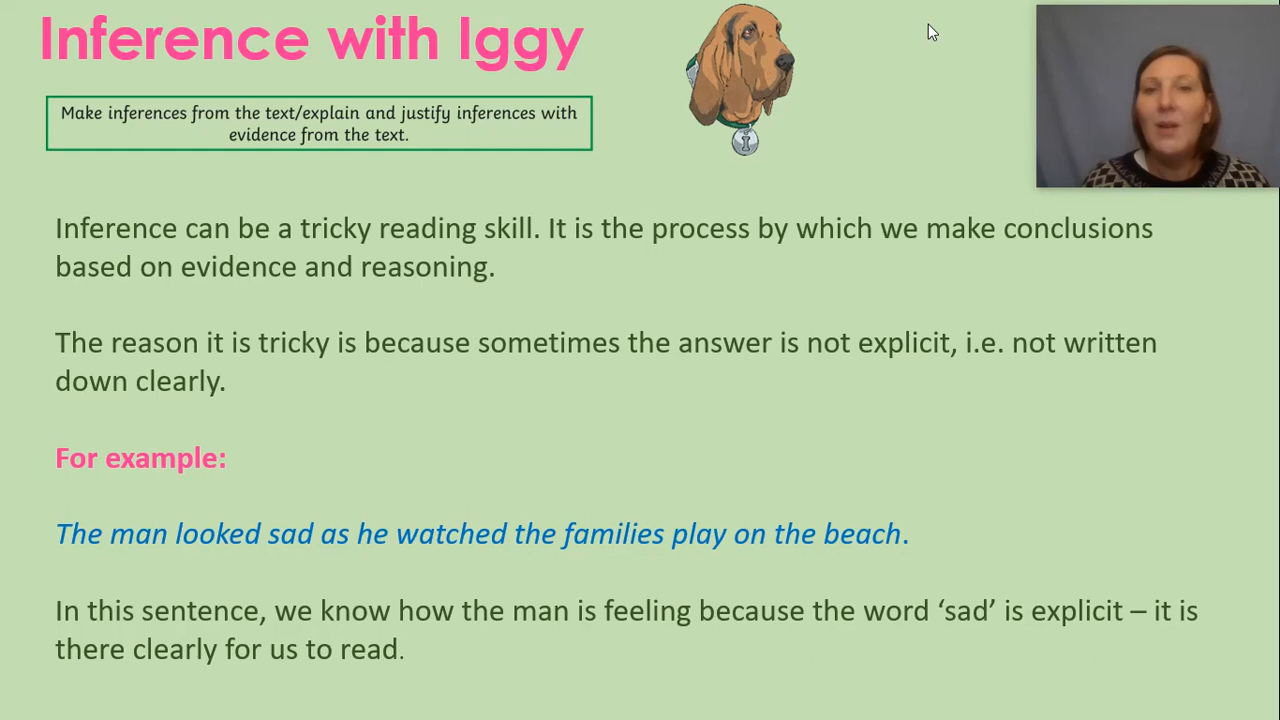 Inference with Iggy
Make inferences from the text/explain and justify inferences with
evidence from the text.
I
Inference can be a tricky reading skill. It is the process by which we make conclusions
based on evidence and reasoning.
The reason it is tricky is because sometimes the answer is not explicit, i.e. not written
down clearly.
For example:
The man looked sad as he watched the families play on the beach.
In this sentence, we know how the man is feeling because the word ‘sad’ is explicit – it is
there clearly for us to read.